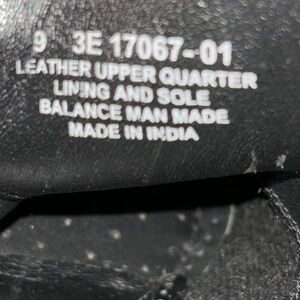 9 3E 17067-01
LEATHER UPPER QUARTER
LINING AND SOLE
BALANCE MAN MADE
MADE IN INDIA